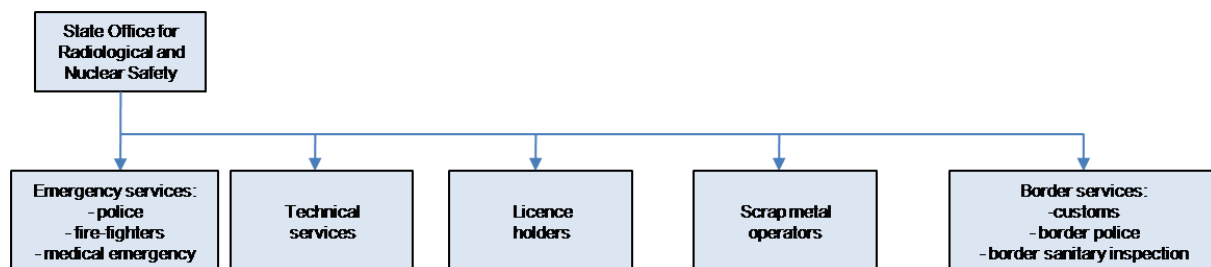 State Office for
Radiological and
Nuclear Safety
Emergency services:
- police
- fire-fighters
- medical emergency
Technical
services
Licence
holders
Scrap metal
operators
Border services:
-customs
- border police
- border sanitary inspection